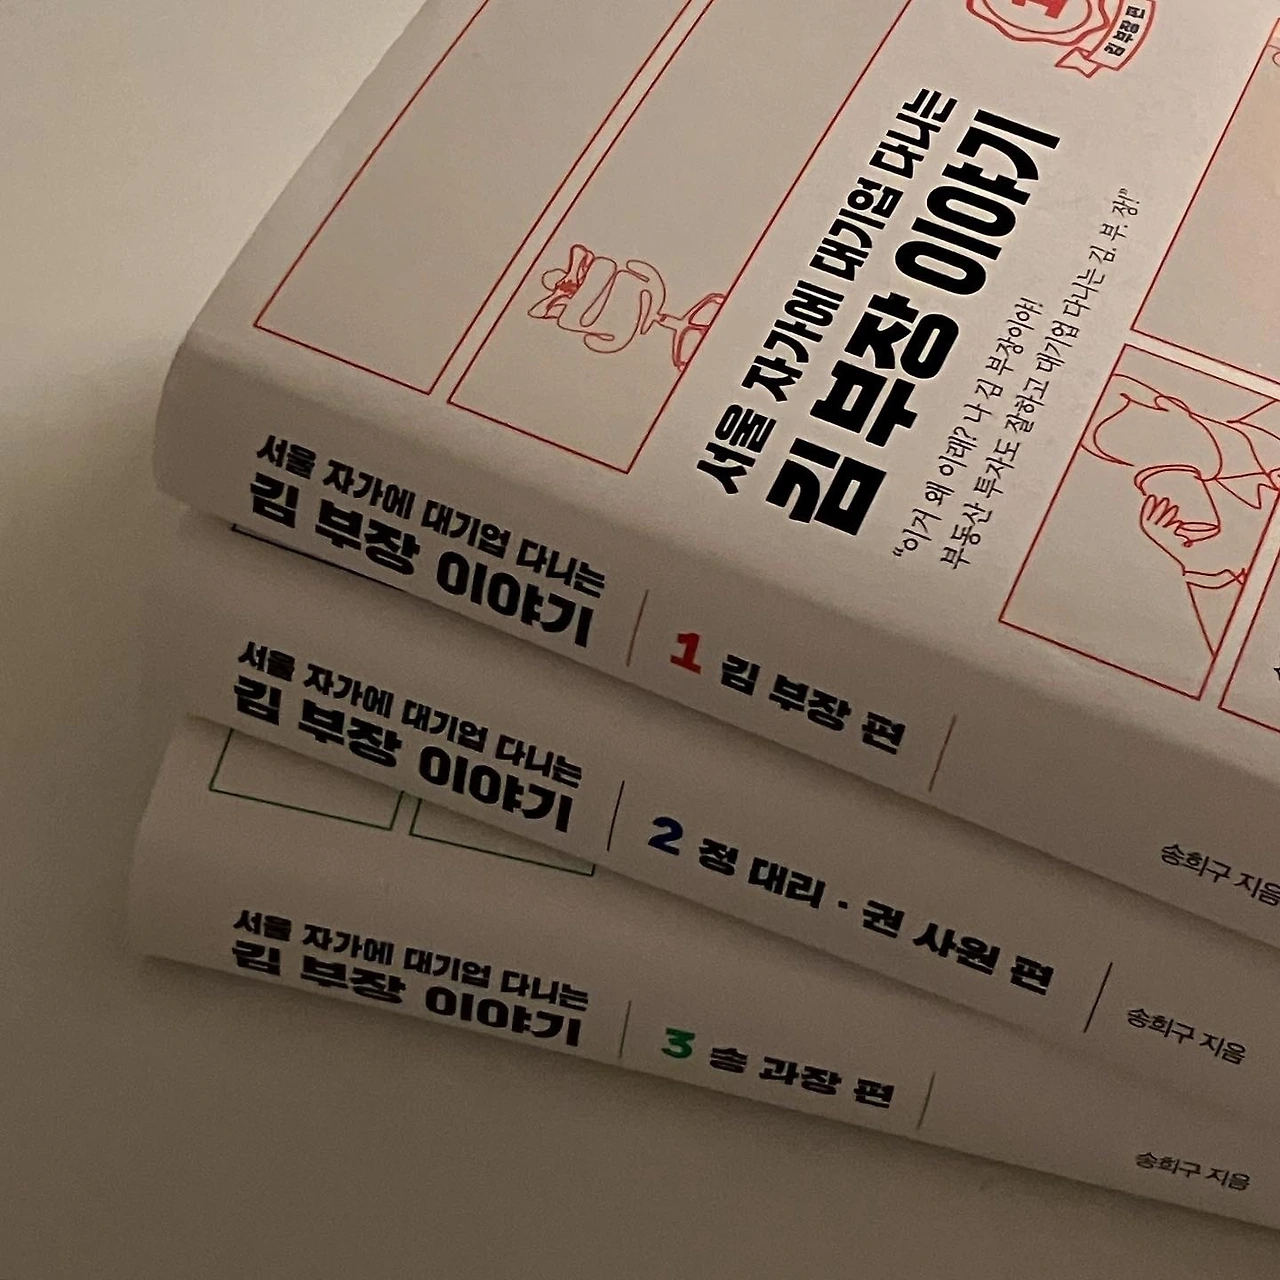 1
김 부장 편
서울 자가에 대기업 다니는
김 부장 이야기
"이거 왜 이래? 나 김 부장이야!
부동산 투자도 잘하고 대기업 다니는 김. 부. 장!"
서울 자가에 대기업 다니는
김 부장 이야기
1 김 부장 편
송희구 지음
서울 자가에 대기업 다니는
김 부장 이야기
2 정 대리 · 권 사원 편
송희구 지음
서울 자가에 대기업 다니는
김 부장 이야기
3 송 과장 편
송희구 지음